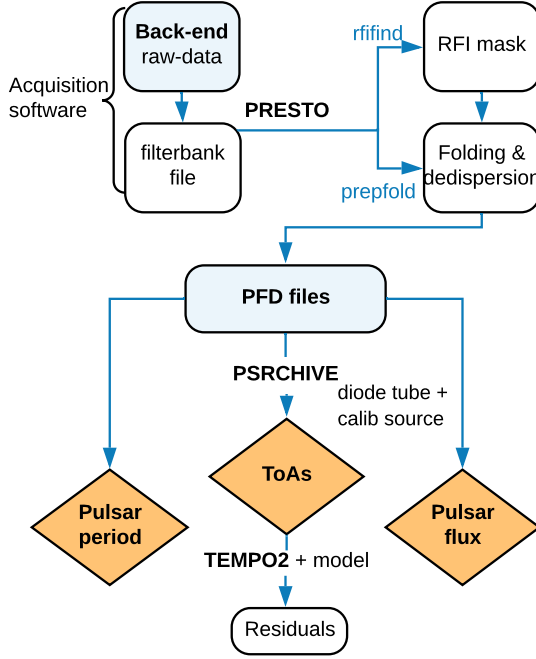 Back-end
raw-data
rfifind
RFI mask
Acquisition
software
PRESTO
filterbank
file
Folding &
dedispersion
prepfold
PFD files
PSRCHIVE
diode tube +
calib source
ToAs
Pulsar
period
Pulsar
flux
TEMPO2 + model
Residuals